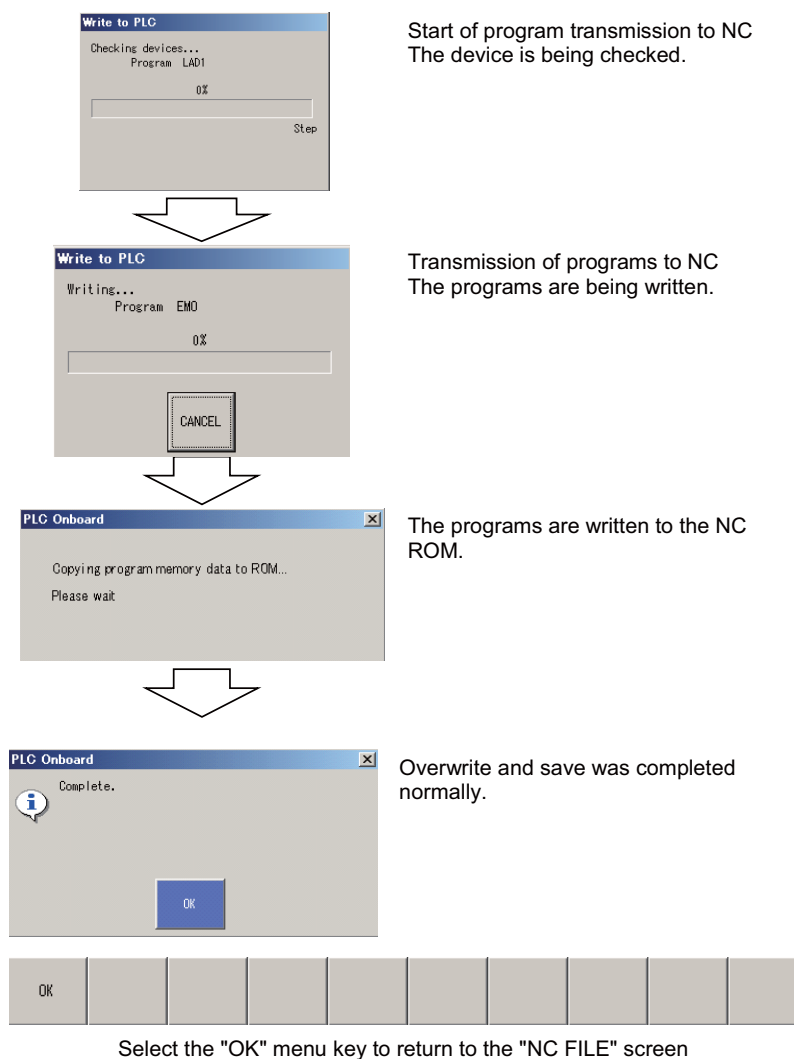 Write to PLC
Checking devices...
Program LAD1
0%
Step
Start of program transmission to NC
The device is being checked.
Write to PLC
Writing...
Program EMO
0%
CANCEL
Transmission of programs to NC
The programs are being written.
PLC Onboard
Copying program memory data to ROM...
Please wait
The programs are written to the NC
ROM.
PLC Onboard
Complete.
OK
Overwrite and save was completed
normally.
OK
Select the "OK" menu key to return to the "NC FILE" screen